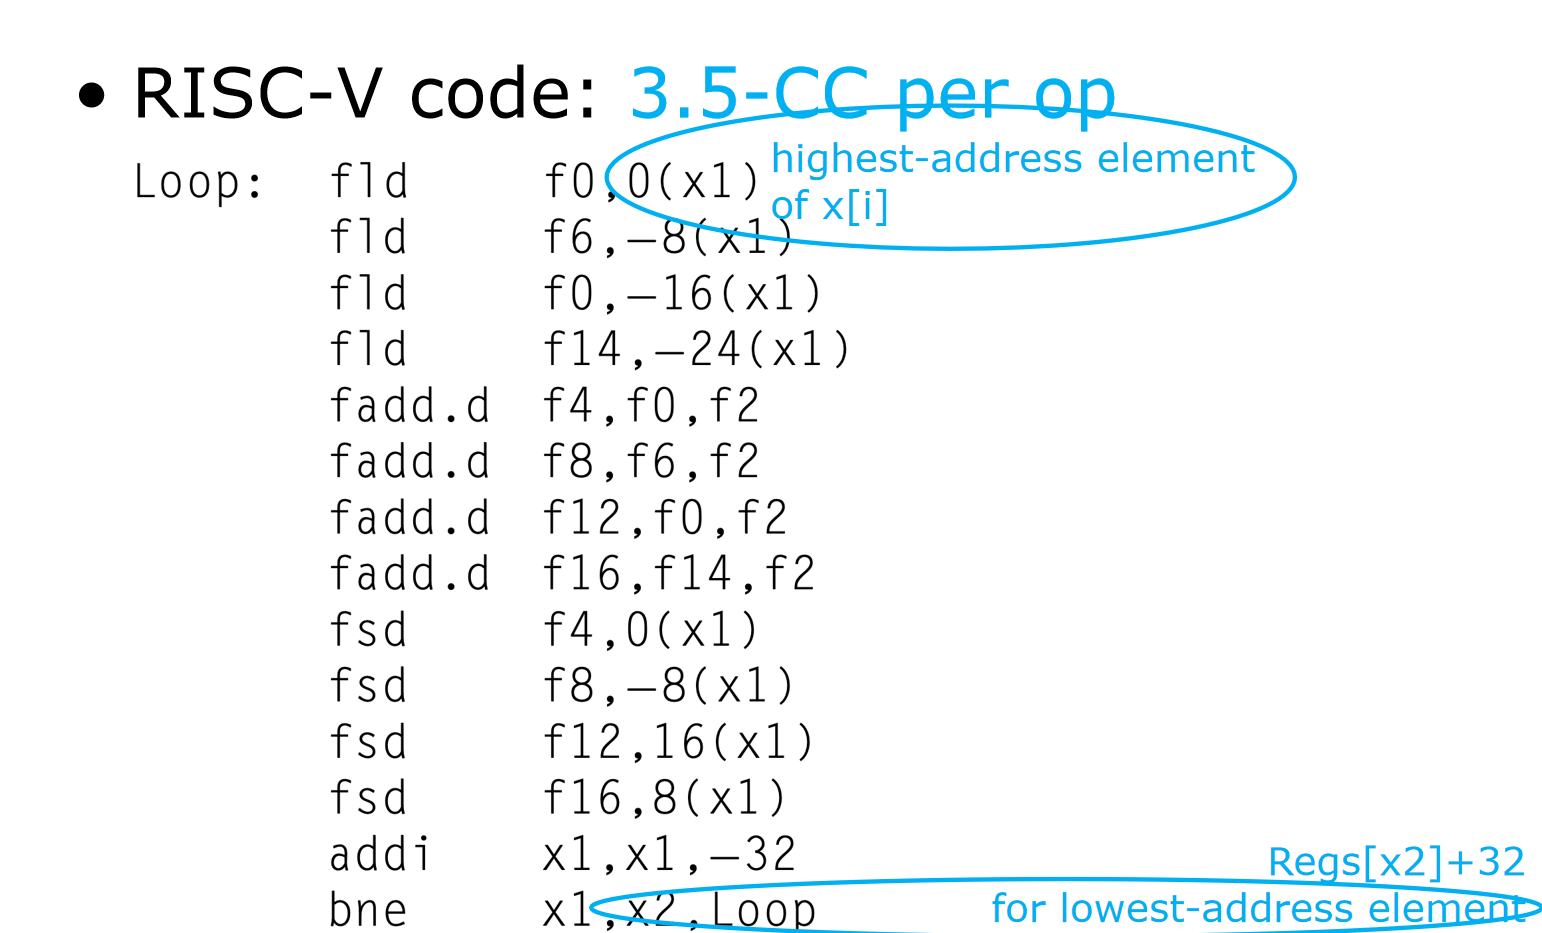 • RISC-V code: 3.5-CC per op
Loop: fld f0,0(x1) highest-address element
of x[i]
fld f6,−8(x1)
fld f0,−16(x1)
fld f14,−24(x1)
fadd.d f4,f0,f2
fadd.d f8,f6,f2
fadd.d f12,f0,f2
fadd.d f16,f14,f2
fsd f4,0(x1)
fsd f8,−8(x1)
fsd f12,16(x1)
fsd f16,8(x1)
addi x1,x1,−32
Regs[x2]+32
bne x1,x2,Loop for lowest-address element